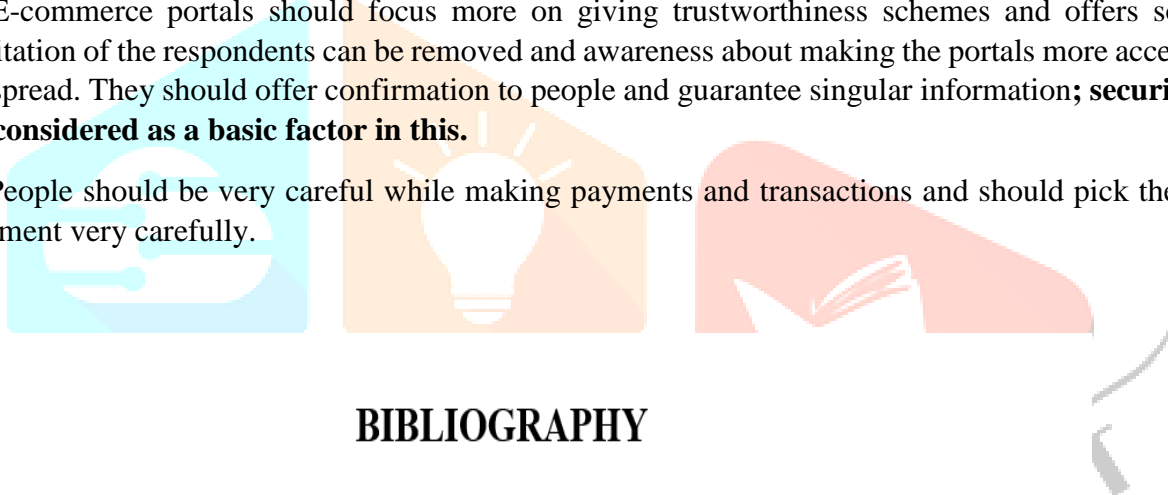 E-commerce portals should focus more on giving trustworthiness schemes and offers so
itation of the respondents can be removed and awareness about making the portals more acce
spread. They should offer confirmation to people and guarantee singular information; securi
considered as a basic factor in this.
People should be very careful while making payments and transactions and should pick the
ment very carefully.
BIBLIOGRAPHY